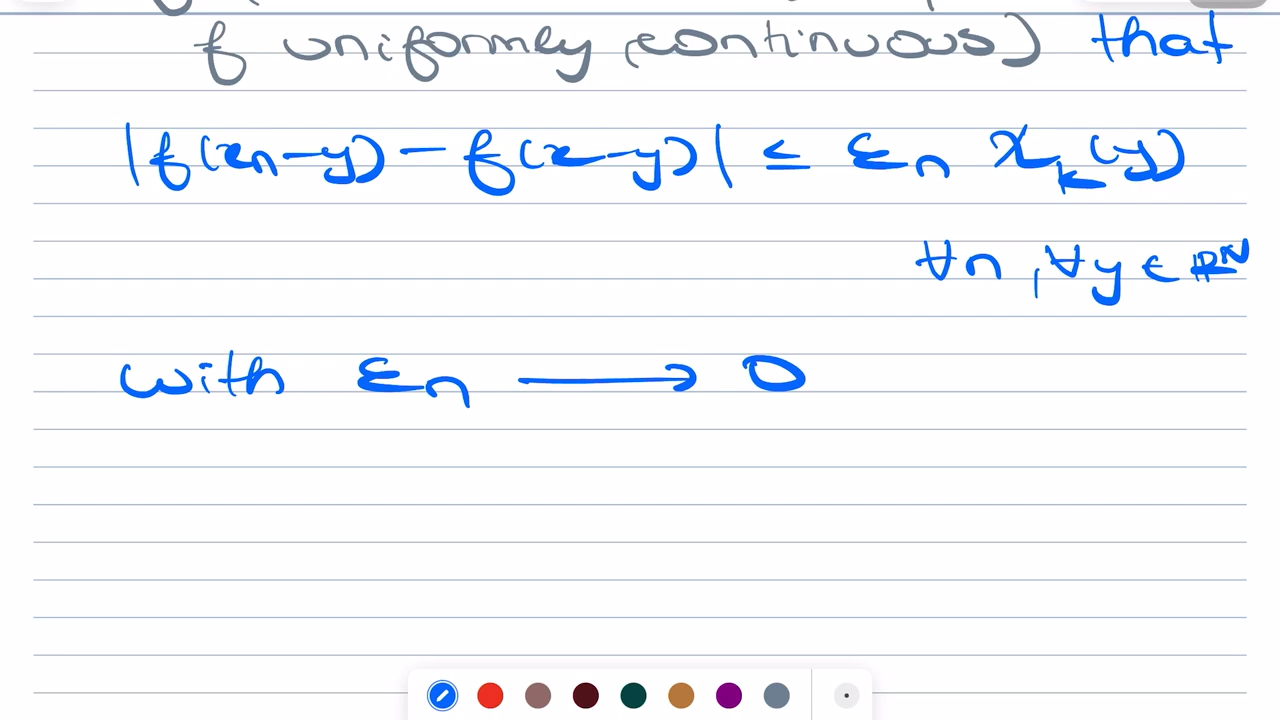 f uniformly continuous) that
|f(xn-y) - f(x-y)| ≤ εn χK(y)
∀n, ∀y ∈ ℝᴺ
with εn ⟶ 0